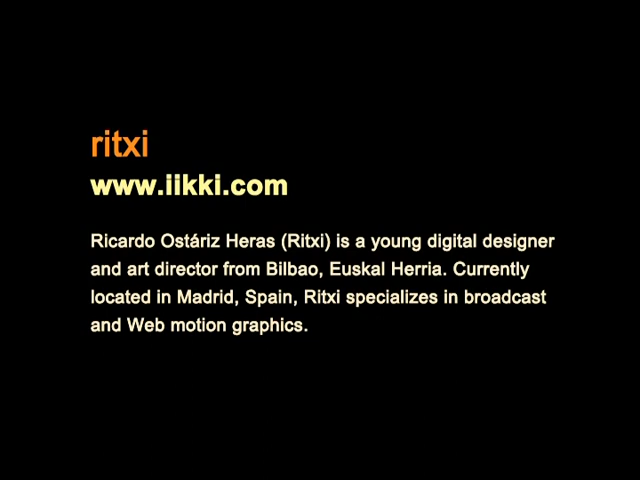 ritxi
www.iikki.com
Ricardo Ostáriz Heras (Ritxi) is a young digital designer
and art director from Bilbao, Euskal Herria. Currently
located in Madrid, Spain, Ritxi specializes in broadcast
and Web motion graphics.